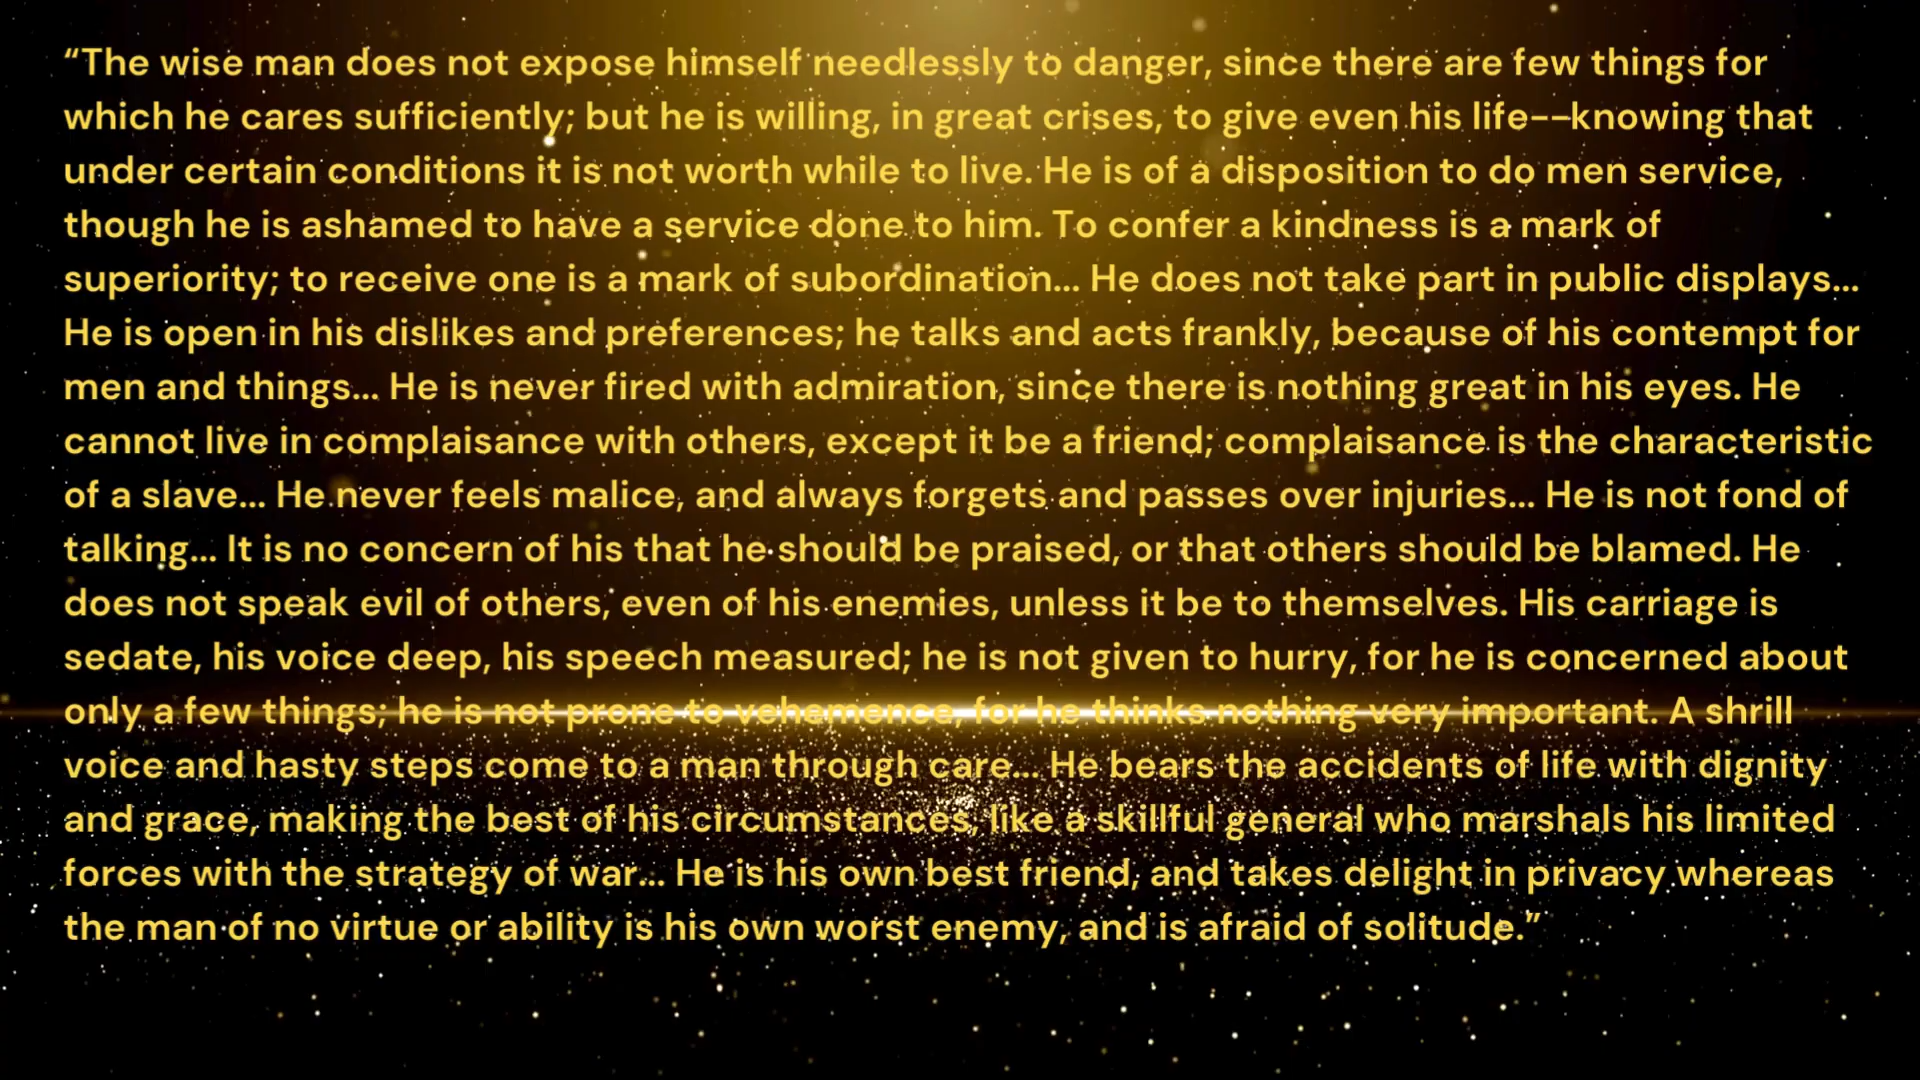 “The wise man does not expose himself needlessly to danger, since there are few things for
which he cares sufficiently; but he is willing, in great crises, to give even his life--knowing that
under certain conditions it is not worth while to live. He is of a disposition to do men service,
though he is ashamed to have a service done to him. To confer a kindness is a mark of
superiority; to receive one is a mark of subordination... He does not take part in public displays...
He is open in his dislikes and preferences; he talks and acts frankly, because of his contempt for
men and things... He is never fired with admiration, since there is nothing great in his eyes. He
cannot live in complaisance with others, except it be a friend; complaisance is the characteristic
of a slave... He never feels malice, and always forgets and passes over injuries... He is not fond of
talking... It is no concern of his that he should be praised, or that others should be blamed. He
does not speak evil of others, even of his enemies, unless it be to themselves. His carriage is
sedate, his voice deep, his speech measured; he is not given to hurry, for he is concerned about
only a few things; he is not prone to vehemence, for he thinks nothing very important. A shrill
voice and hasty steps come to a man through care... He bears the accidents of life with dignity
and grace, making the best of his circumstances, like a skillful general who marshals his limited
forces with the strategy of war... He is his own best friend, and takes delight in privacy whereas
the man of no virtue or ability is his own worst enemy, and is afraid of solitude.”